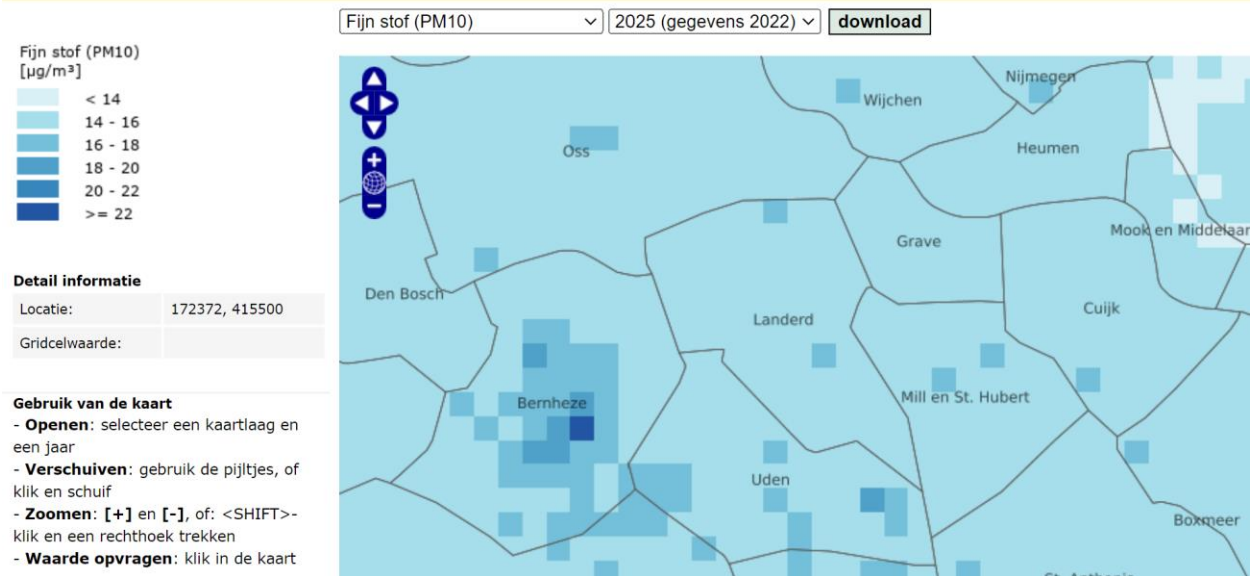 Fijn stof (PM10)
2025 (gegevens 2022)
download
Fijn stof (PM10)
[µg/m³]
< 14
14 - 16
16 - 18
18 - 20
20 - 22
>= 22
Detail informatie
Locatie: 172372, 415500
Gridcelwaarde:
Gebruik van de kaart
- Openen: selecteer een kaartlaag en
een jaar
- Verschuiven: gebruik de pijltjes, of
klik en schuif
- Zoomen: [+] en [-], of: <SHIFT>-
klik en een rechthoek trekken
- Waarde opvragen: klik in de kaart
Nijmegen
Wijchen
Oss
Heumen
Mook en Middelaar
Grave
Den Bosch
Cuijk
Landerd
Mill en St. Hubert
Bernheze
Uden
Boxmeer